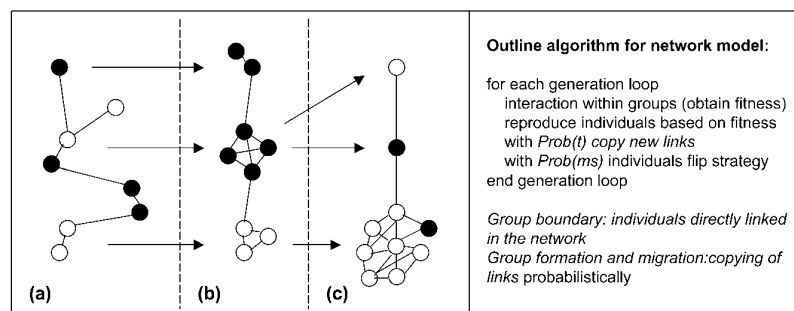 (a)
(b)
(c)
Outline algorithm for network model:
for each generation loop
interaction within groups (obtain fitness)
reproduce individuals based on fitness
with Prob(t) copy new links
with Prob(ms) individuals flip strategy
end generation loop
Group boundary: individuals directly linked
in the network
Group formation and migration:copying of
links probabilistically